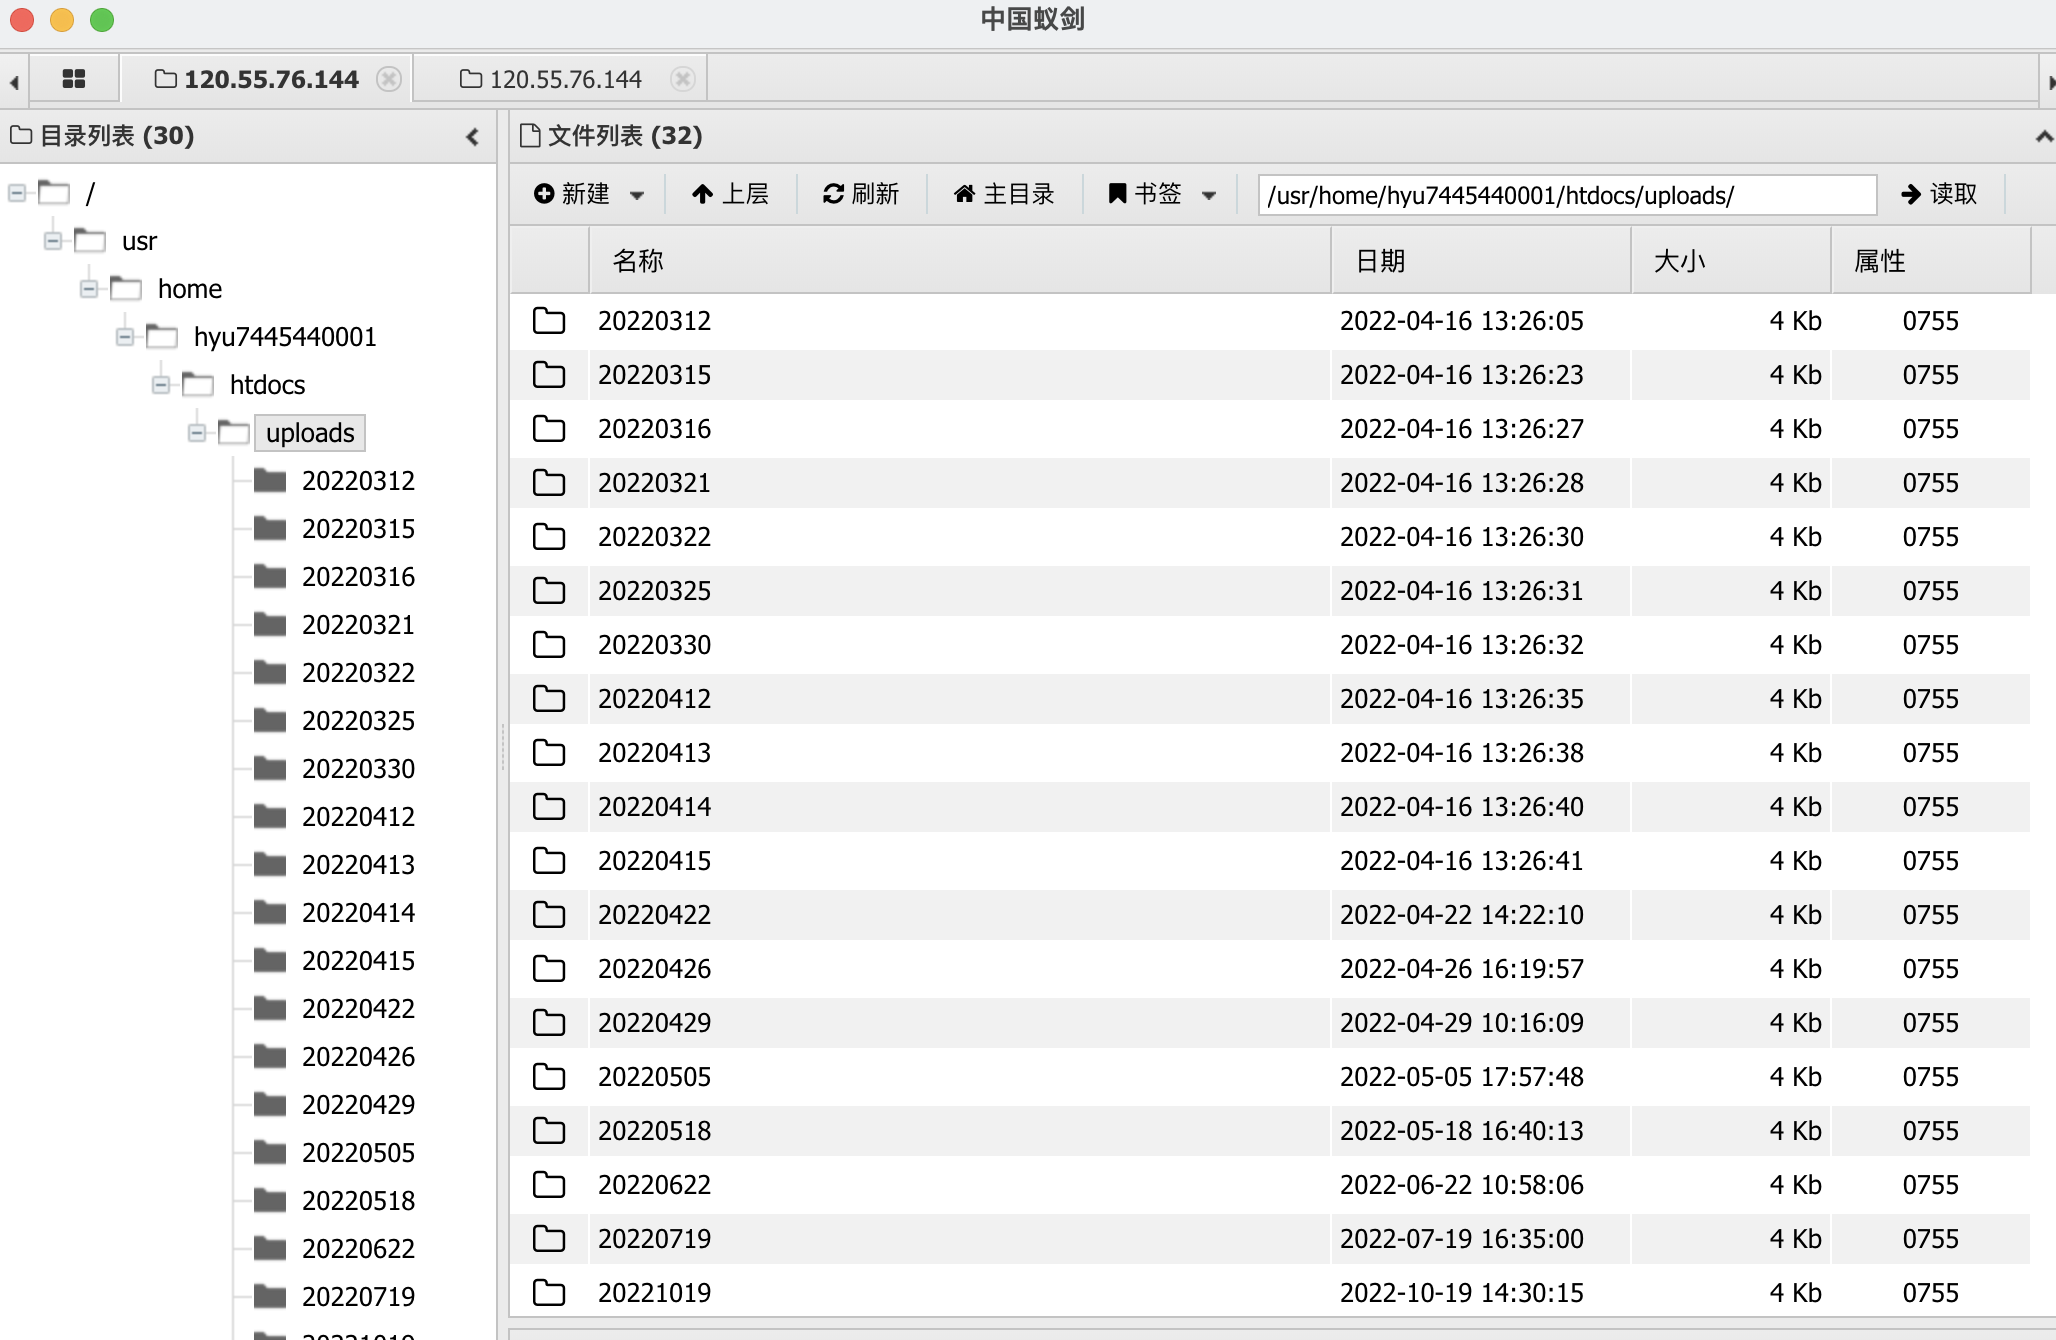 中国蚁剑
120.55.76.144
120.55.76.144
目录列表 (30)
/
usr
home
hyu7445440001
htdocs
uploads
20220312
20220315
20220316
20220321
20220322
20220325
20220330
20220412
20220413
20220414
20220415
20220422
20220426
20220429
20220505
20220518
20220622
20220719
20221019
文件列表 (32)
新建 上层 刷新 主目录 书签 /usr/home/hyu7445440001/htdocs/uploads/ 读取
名称 日期 大小 属性
20220312 2022-04-16 13:26:05 4 Kb 0755
20220315 2022-04-16 13:26:23 4 Kb 0755
20220316 2022-04-16 13:26:27 4 Kb 0755
20220321 2022-04-16 13:26:28 4 Kb 0755
20220322 2022-04-16 13:26:30 4 Kb 0755
20220325 2022-04-16 13:26:31 4 Kb 0755
20220330 2022-04-16 13:26:32 4 Kb 0755
20220412 2022-04-16 13:26:35 4 Kb 0755
20220413 2022-04-16 13:26:38 4 Kb 0755
20220414 2022-04-16 13:26:40 4 Kb 0755
20220415 2022-04-16 13:26:41 4 Kb 0755
20220422 2022-04-22 14:22:10 4 Kb 0755
20220426 2022-04-26 16:19:57 4 Kb 0755
20220429 2022-04-29 10:16:09 4 Kb 0755
20220505 2022-05-05 17:57:48 4 Kb 0755
20220518 2022-05-18 16:40:13 4 Kb 0755
20220622 2022-06-22 10:58:06 4 Kb 0755
20220719 2022-07-19 16:35:00 4 Kb 0755
20221019 2022-10-19 14:30:15 4 Kb 0755